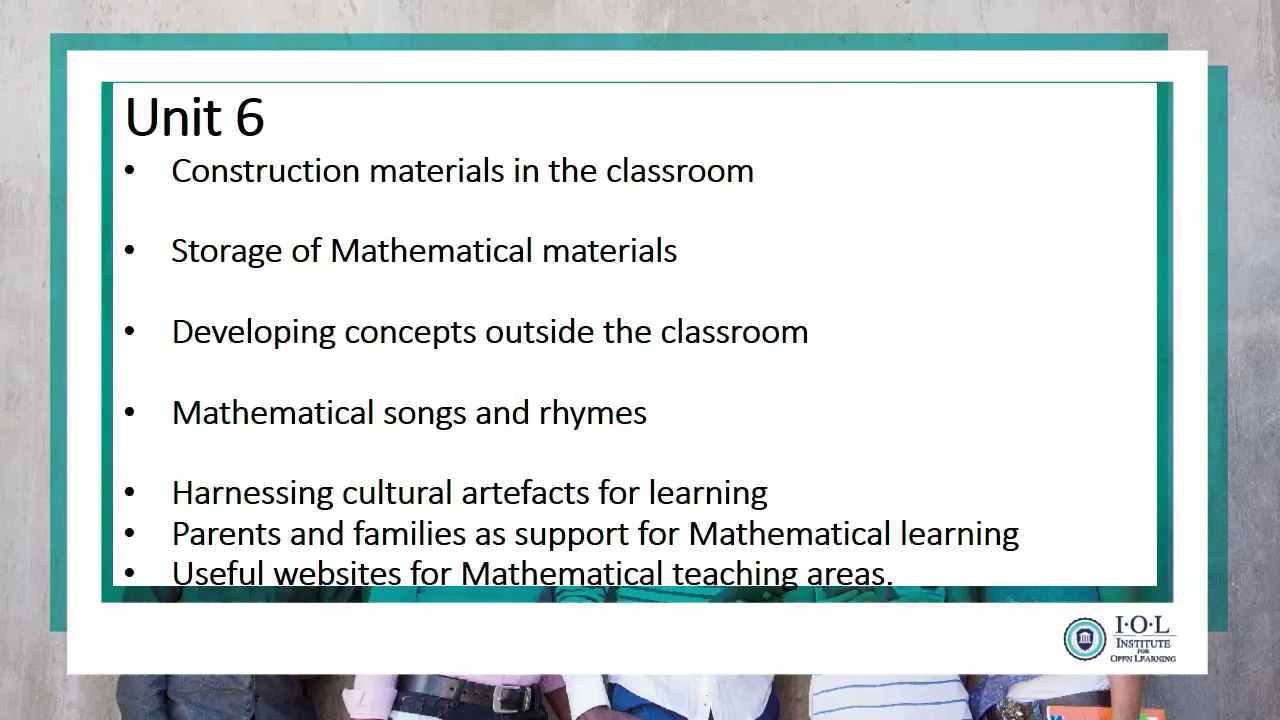 Unit 6
• Construction materials in the classroom
• Storage of Mathematical materials
• Developing concepts outside the classroom
• Mathematical songs and rhymes
• Harnessing cultural artefacts for learning
• Parents and families as support for Mathematical learning
• Useful websites for Mathematical teaching areas.
I·O·L
INSTITUTE
FOR
OPEN LEARNING